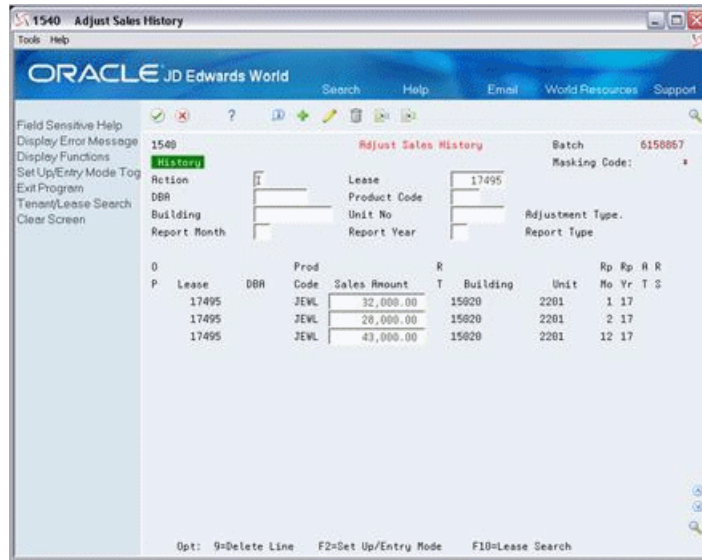 1540 Adjust Sales History
Tools Help
ORACLE JD Edwards World
Search Help Email World Resources Support
Field Sensitive Help
Display Error Message
Display Functions
Set Up/Entry Mode Tog
Exit Program
Tenant/Lease Search
Clear Screen
1540 Adjust Sales History Batch 6150867
History Masking Code: *
Action I Lease 17495
DBA Product Code
Building Unit No Adjustment Type.
Report Month Report Year Report Type
O Prod R Rp Rp A R
P Lease DBA Code Sales Amount T Building Unit Mo Yr T S
17495 JEWL 32,000.00 15020 2201 1 17
17495 JEWL 28,000.00 15020 2201 2 17
17495 JEWL 43,000.00 15020 2201 12 17
Opt: 9=Delete Line F2=Set Up/Entry Mode F10=Lease Search